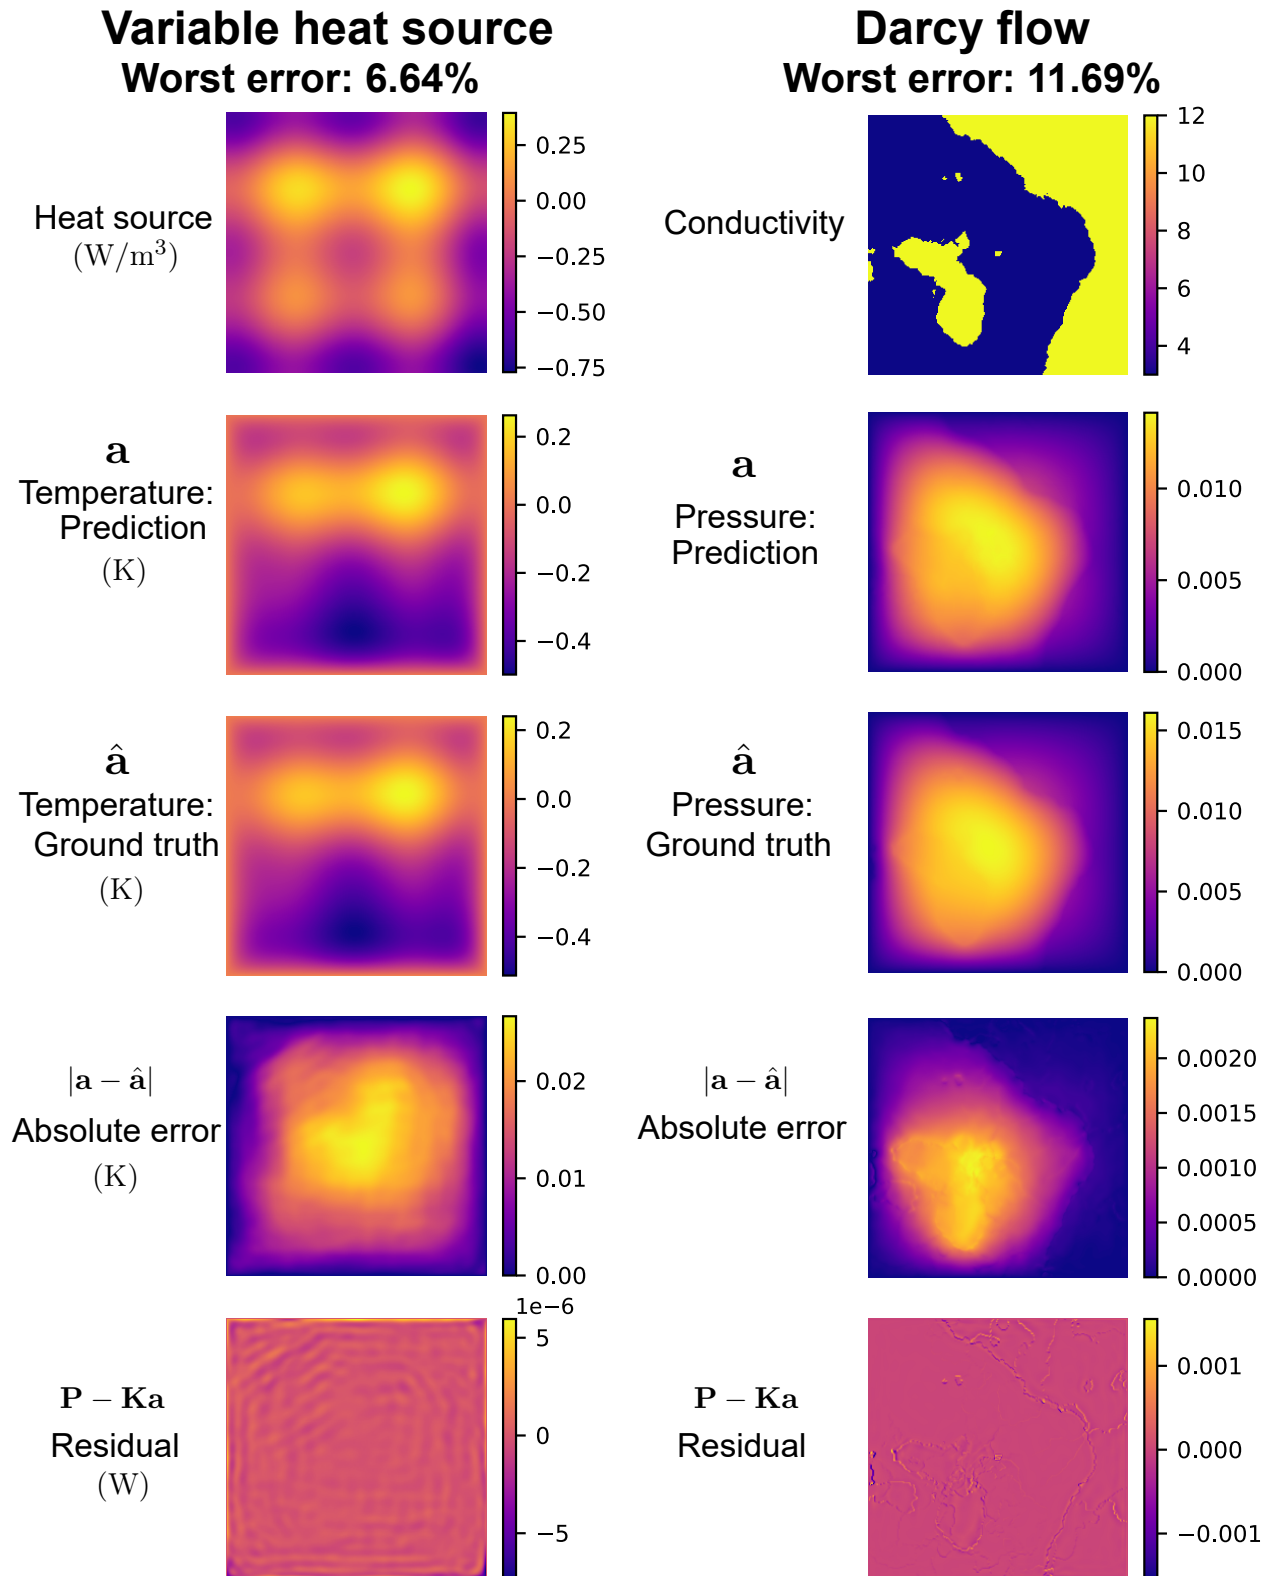 Variable heat source
Worst error: 6.64%
Heat source
(W/m³)
0.25
0.00
−0.25
−0.50
−0.75
a
Temperature:
Prediction
(K)
0.2
0.0
−0.2
−0.4
â
Temperature:
Ground truth
(K)
0.2
0.0
−0.2
−0.4
|a − â|
Absolute error
(K)
0.02
0.01
0.00
P − Ka
Residual
(W)
1e−6
5
0
−5
Darcy flow
Worst error: 11.69%
Conductivity
12
10
8
6
4
a
Pressure:
Prediction
0.010
0.005
0.000
â
Pressure:
Ground truth
0.015
0.010
0.005
0.000
|a − â|
Absolute error
0.0020
0.0015
0.0010
0.0005
0.0000
P − Ka
Residual
0.001
0.000
−0.001